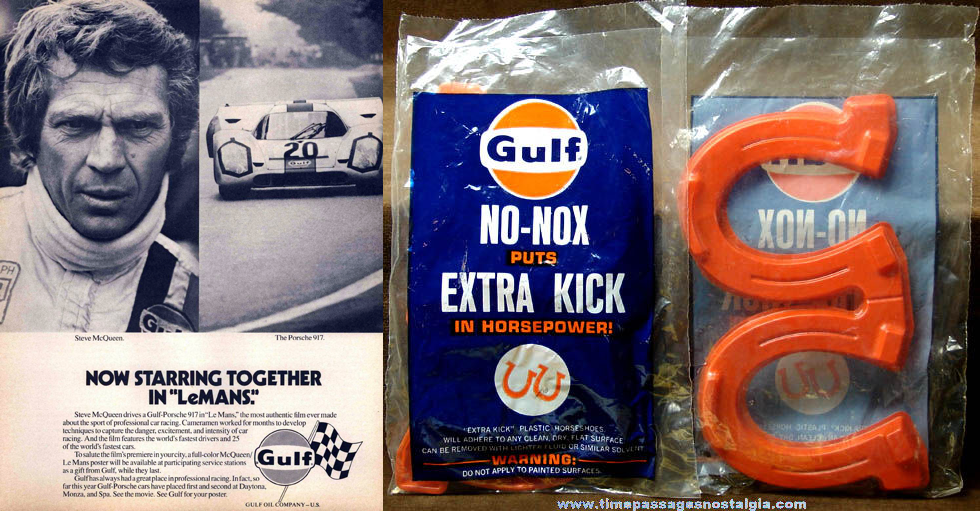 20
Gulf
Steve McQueen.
The Porsche 917.
NOW STARRING TOGETHER
IN "LeMANS."
Steve McQueen drives a Gulf-Porsche 917 in "Le Mans," the most authentic film ever made
about the sport of professional car racing. Cameramen worked for months to develop
techniques to capture the danger, excitement, and intensity of car
racing. And the film features the world's fastest drivers and 25
of the world's fastest cars.
To salute the film's premiere in your city, a full-color McQueen/
Le Mans poster will be available at participating service stations
as a gift from Gulf, while they last.
Gulf has always had a great place in professional racing. In fact, so
far this year Gulf-Porsche cars have placed first and second at Daytona,
Monza, and Spa. See the movie. See Gulf for your poster.
Gulf
GULF OIL COMPANY–U.S.
Gulf
NO-NOX
PUTS
EXTRA KICK
IN HORSEPOWER!
"EXTRA KICK" PLASTIC HORSESHOES
WILL ADHERE TO ANY CLEAN, DRY, FLAT SURFACE
CAN BE REMOVED WITH LIGHTER FLUID OR SIMILAR SOLVENT
WARNING:
DO NOT APPLY TO PAINTED SURFACES.
NO-NOX
www.timepassagesnostalgia.com